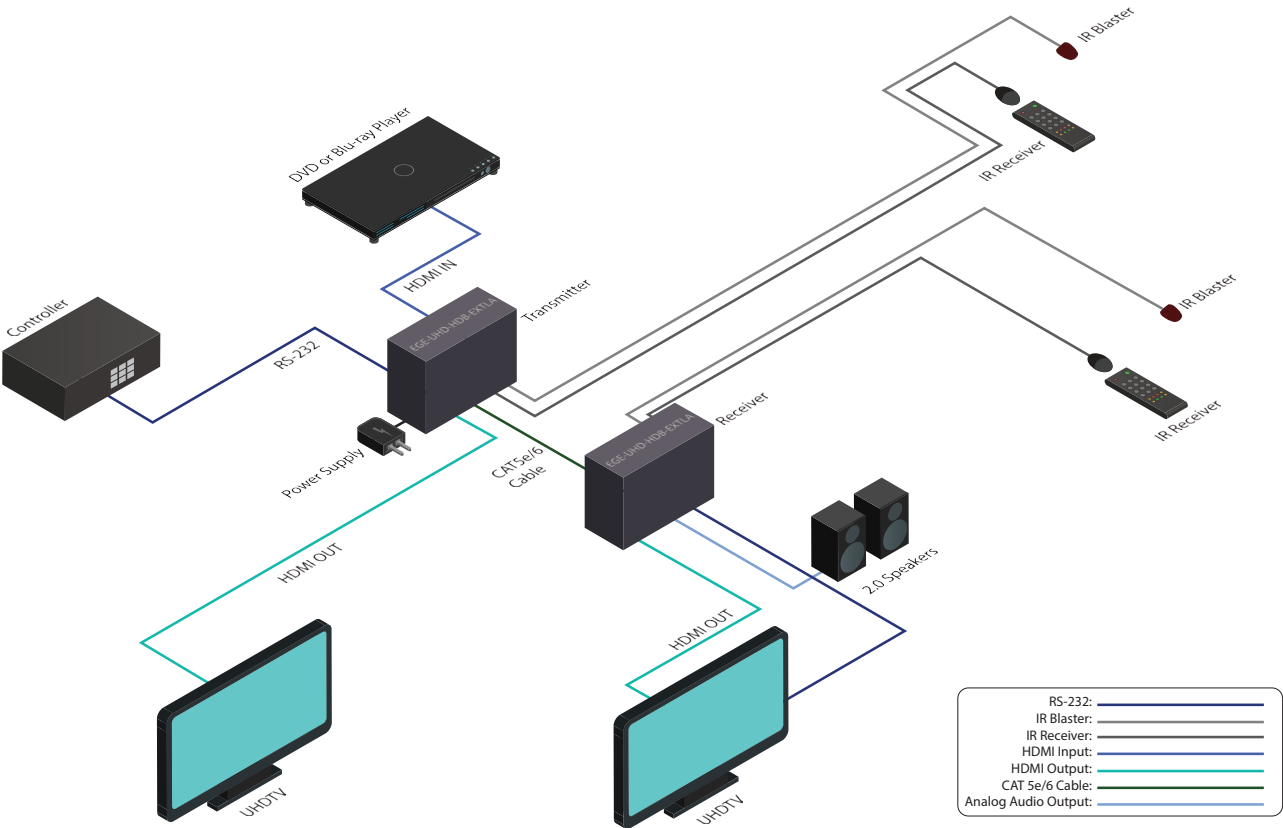 IR Blaster
IR Receiver
DVD or Blu-ray Player
HDMI IN
Transmitter
EGE-UHD-HDB-EXTLA
Controller
RS-232
IR Blaster
IR Receiver
Receiver
EGE-UHD-HDB-EXTLA
Power Supply
CAT5e/6
Cable
HDMI OUT
2.0 Speakers
HDMI OUT
UHDTV
UHDTV
RS-232:
IR Blaster:
IR Receiver:
HDMI Input:
HDMI Output:
CAT 5e/6 Cable:
Analog Audio Output: